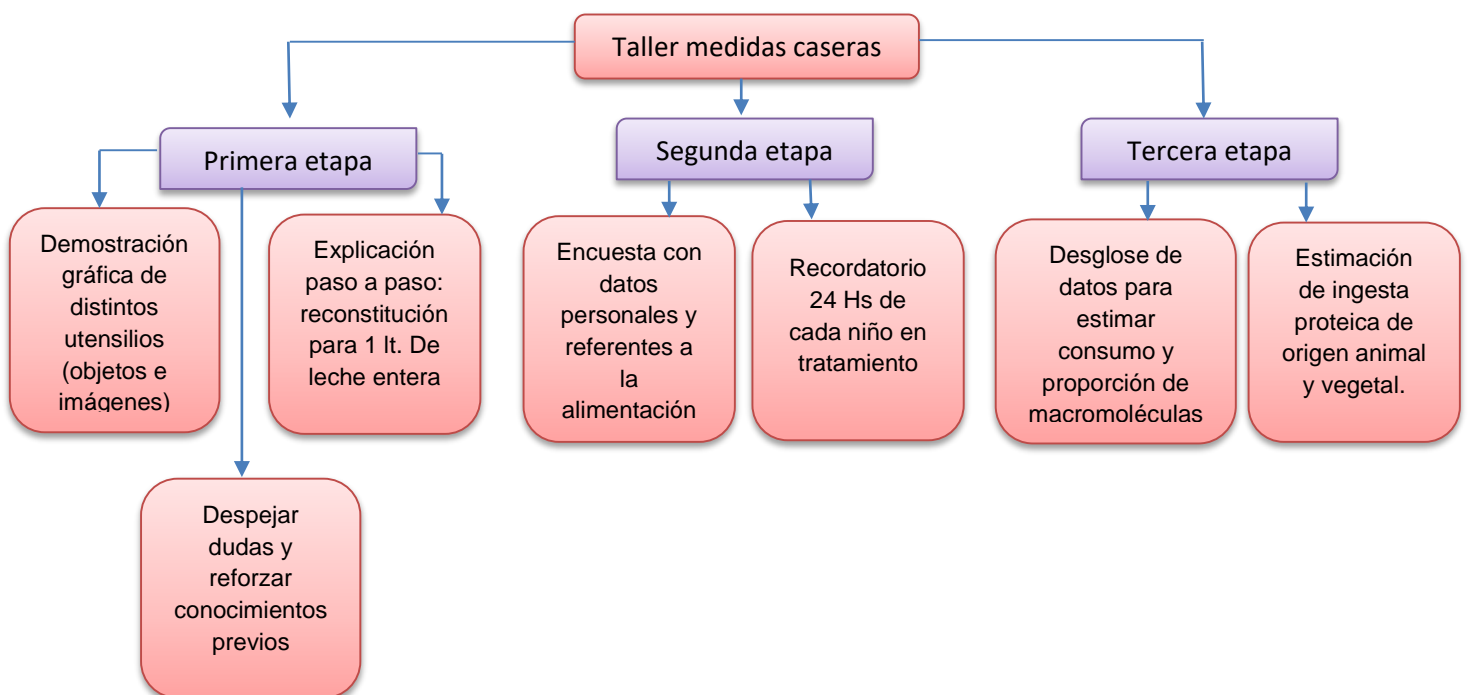 Taller medidas caseras
Primera etapa
Segunda etapa
Tercera etapa
Demostración
gráfica de
distintos
utensilios
(objetos e
imágenes)
Explicación
paso a paso:
reconstitución
para 1 lt. De
leche entera
Despejar
dudas y
reforzar
conocimientos
previos
Encuesta con
datos
personales y
referentes a
la
alimentación
Recordatorio
24 Hs de
cada niño en
tratamiento
Desglose de
datos para
estimar
consumo y
proporción de
macromoléculas
Estimación
de ingesta
proteica de
origen animal
y vegetal.